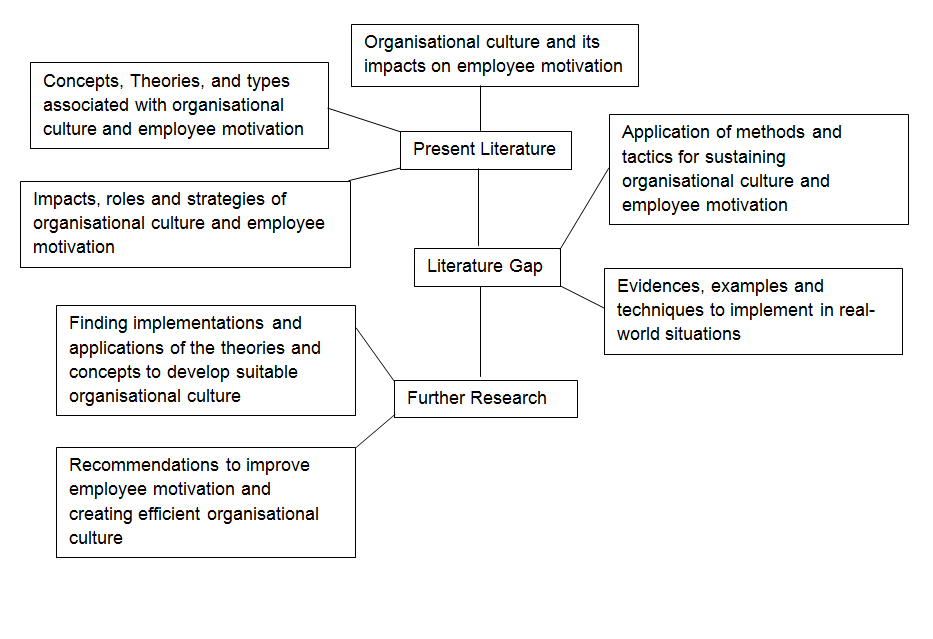 Organisational culture and its
impacts on employee motivation
Concepts, Theories, and types
associated with organisational
culture and employee motivation
Present Literature
Application of methods and
tactics for sustaining
organisational culture and
employee motivation
Impacts, roles and strategies of
organisational culture and employee
motivation
Literature Gap
Evidences, examples and
techniques to implement in real-
world situations
Finding implementations and
applications of the theories and
concepts to develop suitable
organisational culture
Further Research
Recommendations to improve
employee motivation and
creating efficient organisational
culture